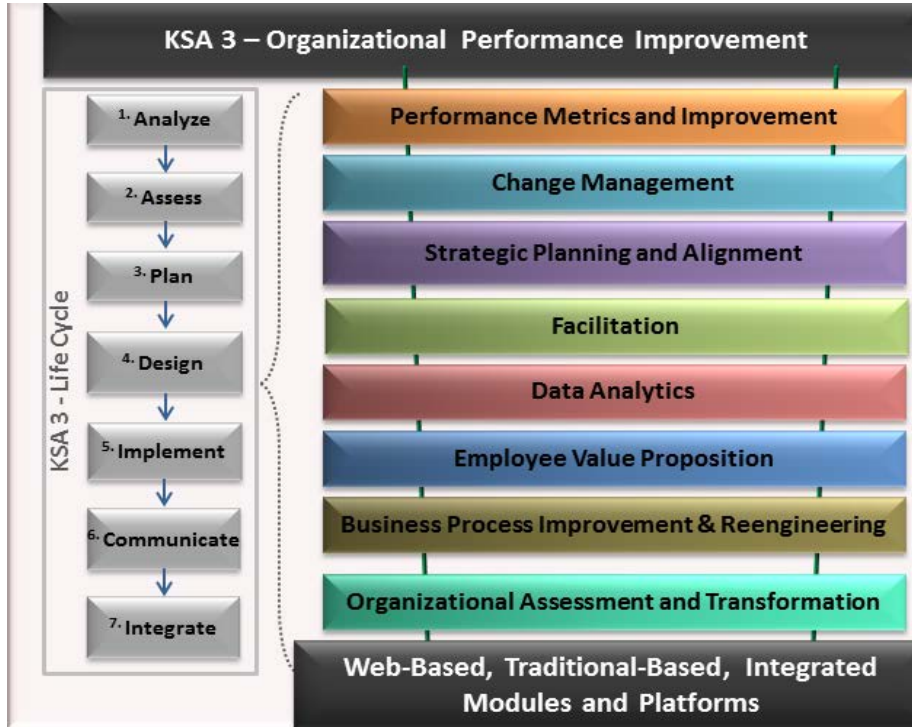 KSA 3 – Organizational Performance Improvement
KSA 3 - Life Cycle
1. Analyze
2. Assess
3. Plan
4. Design
5. Implement
6. Communicate
7. Integrate
Performance Metrics and Improvement
Change Management
Strategic Planning and Alignment
Facilitation
Data Analytics
Employee Value Proposition
Business Process Improvement & Reengineering
Organizational Assessment and Transformation
Web-Based, Traditional-Based, Integrated
Modules and Platforms